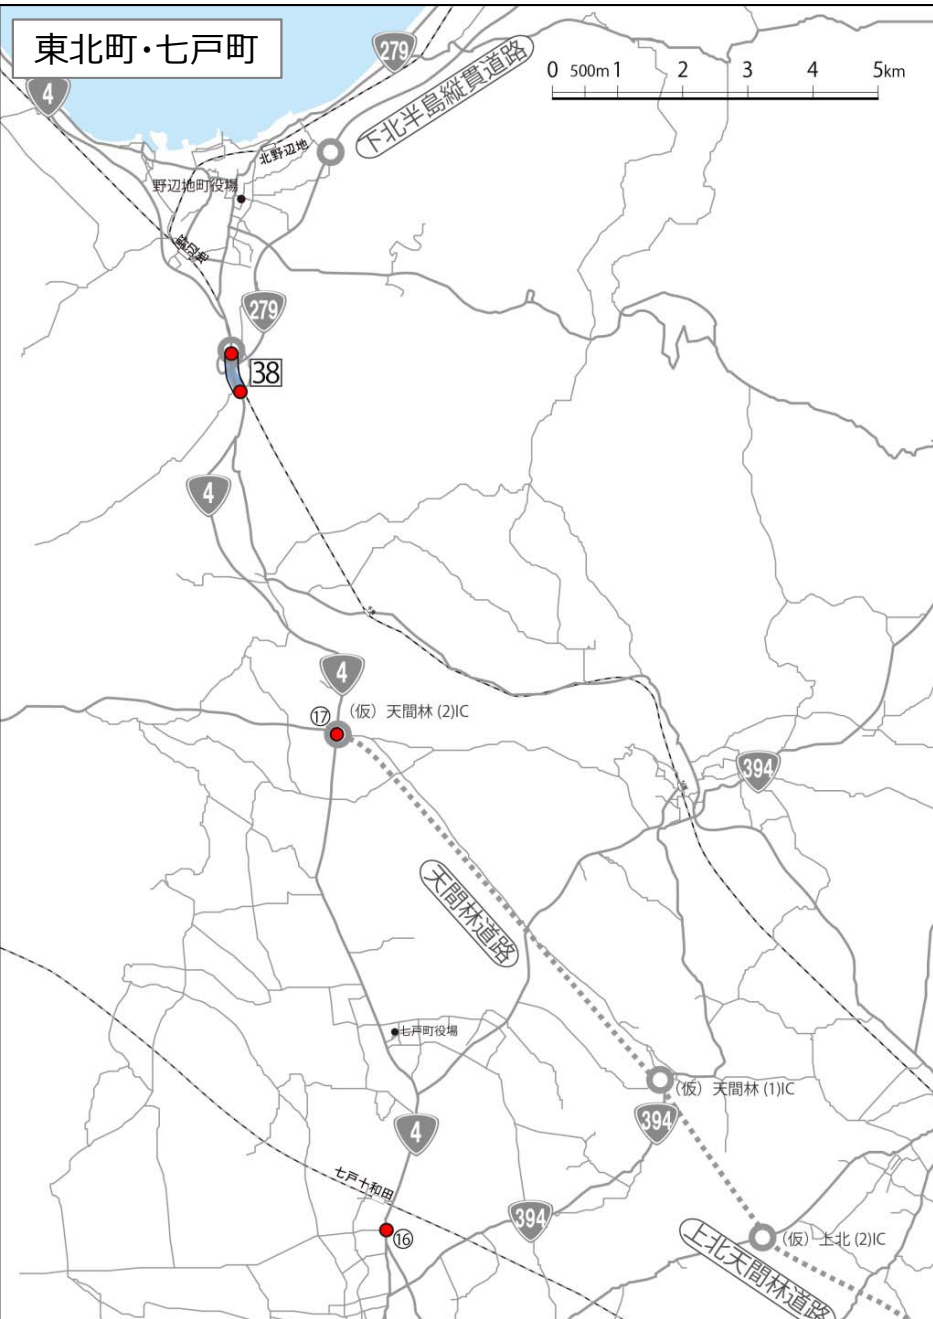 東北町・七戸町
279
4
下北半島縦貫道路
0 500m 1 2 3 4 5km
北野辺地
野辺地町役場
野辺地
279
38
4
4
⑰
(仮) 天間林 (2)IC
394
天間林道路
七戸町役場
(仮) 天間林 (1)IC
394
4
七戸十和田
394
⑯
(仮) 上北 (2)IC
上北天間林道路